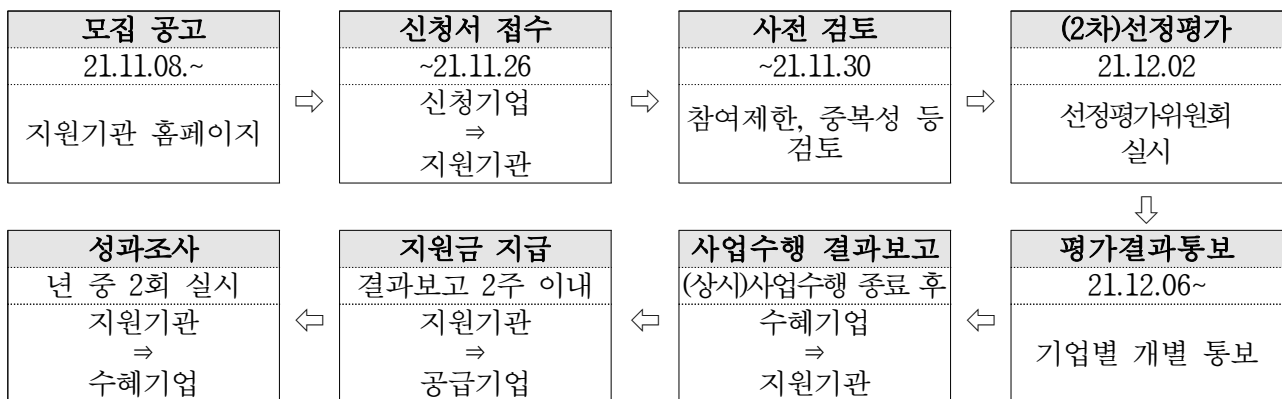 모집 공고
21.11.08.~
지원기관 홈페이지
⇨
신청서 접수
~21.11.26
신청기업
⇒
지원기관
⇨
사전 검토
~21.11.30
참여제한, 중복성 등
검토
⇨
(2차)선정평가
21.12.02
선정평가위원회
실시
⇩
평가결과통보
21.12.06~
기업별 개별 통보
⇦
사업수행 결과보고
(상시)사업수행 종료 후
수혜기업
⇒
지원기관
⇦
지원금 지급
결과보고 2주 이내
지원기관
⇒
공급기업
⇦
성과조사
년 중 2회 실시
지원기관
⇒
수혜기업